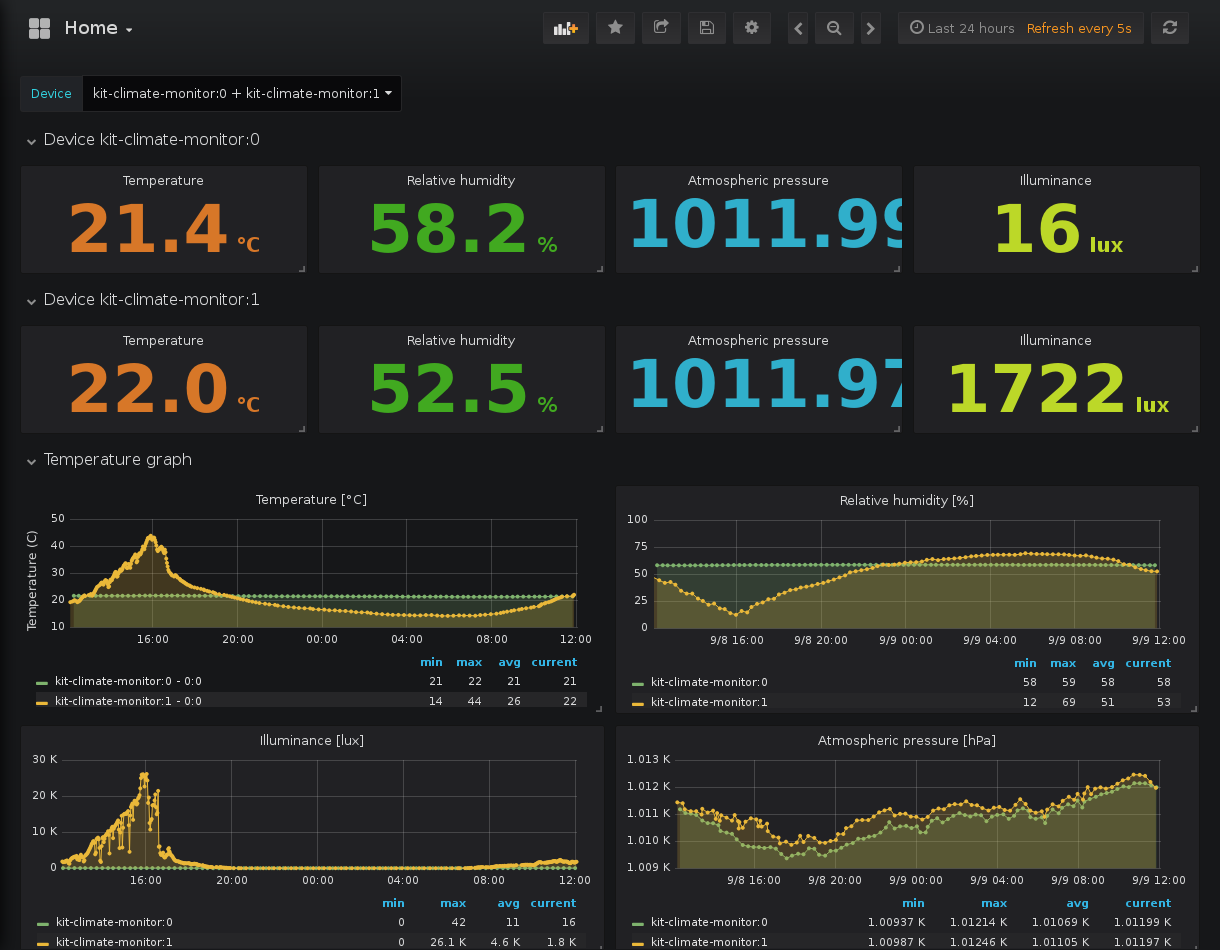 Home
Last 24 hours Refresh every 5s
Device kit-climate-monitor:0 + kit-climate-monitor:1
Device kit-climate-monitor:0
Temperature Relative humidity Atmospheric pressure Illuminance
21.4 °C 58.2 % 1011.99 16 lux
Device kit-climate-monitor:1
Temperature Relative humidity Atmospheric pressure Illuminance
22.0 °C 52.5 % 1011.97 1722 lux
Temperature graph
Temperature [°C]
Temperature (C)
50
40
30
20
10
16:00 20:00 00:00 04:00 08:00 12:00
min max avg current
kit-climate-monitor:0 - 0:0 21 22 21 21
kit-climate-monitor:1 - 0:0 14 44 26 22
Relative humidity [%]
100
75
50
25
0
9/8 16:00 9/8 20:00 9/9 00:00 9/9 04:00 9/9 08:00 9/9 12:00
min max avg current
kit-climate-monitor:0 58 59 58 58
kit-climate-monitor:1 12 69 51 53
Illuminance [lux]
30 K
20 K
10 K
0
16:00 20:00 00:00 04:00 08:00 12:00
min max avg current
kit-climate-monitor:0 0 42 11 16
kit-climate-monitor:1 0 26.1 K 4.6 K 1.8 K
Atmospheric pressure [hPa]
1.013 K
1.012 K
1.011 K
1.010 K
1.009 K
9/8 16:00 9/8 20:00 9/9 00:00 9/9 04:00 9/9 08:00 9/9 12:00
min max avg current
kit-climate-monitor:0 1.00937 K 1.01214 K 1.01069 K 1.01199 K
kit-climate-monitor:1 1.00987 K 1.01246 K 1.01105 K 1.01197 K